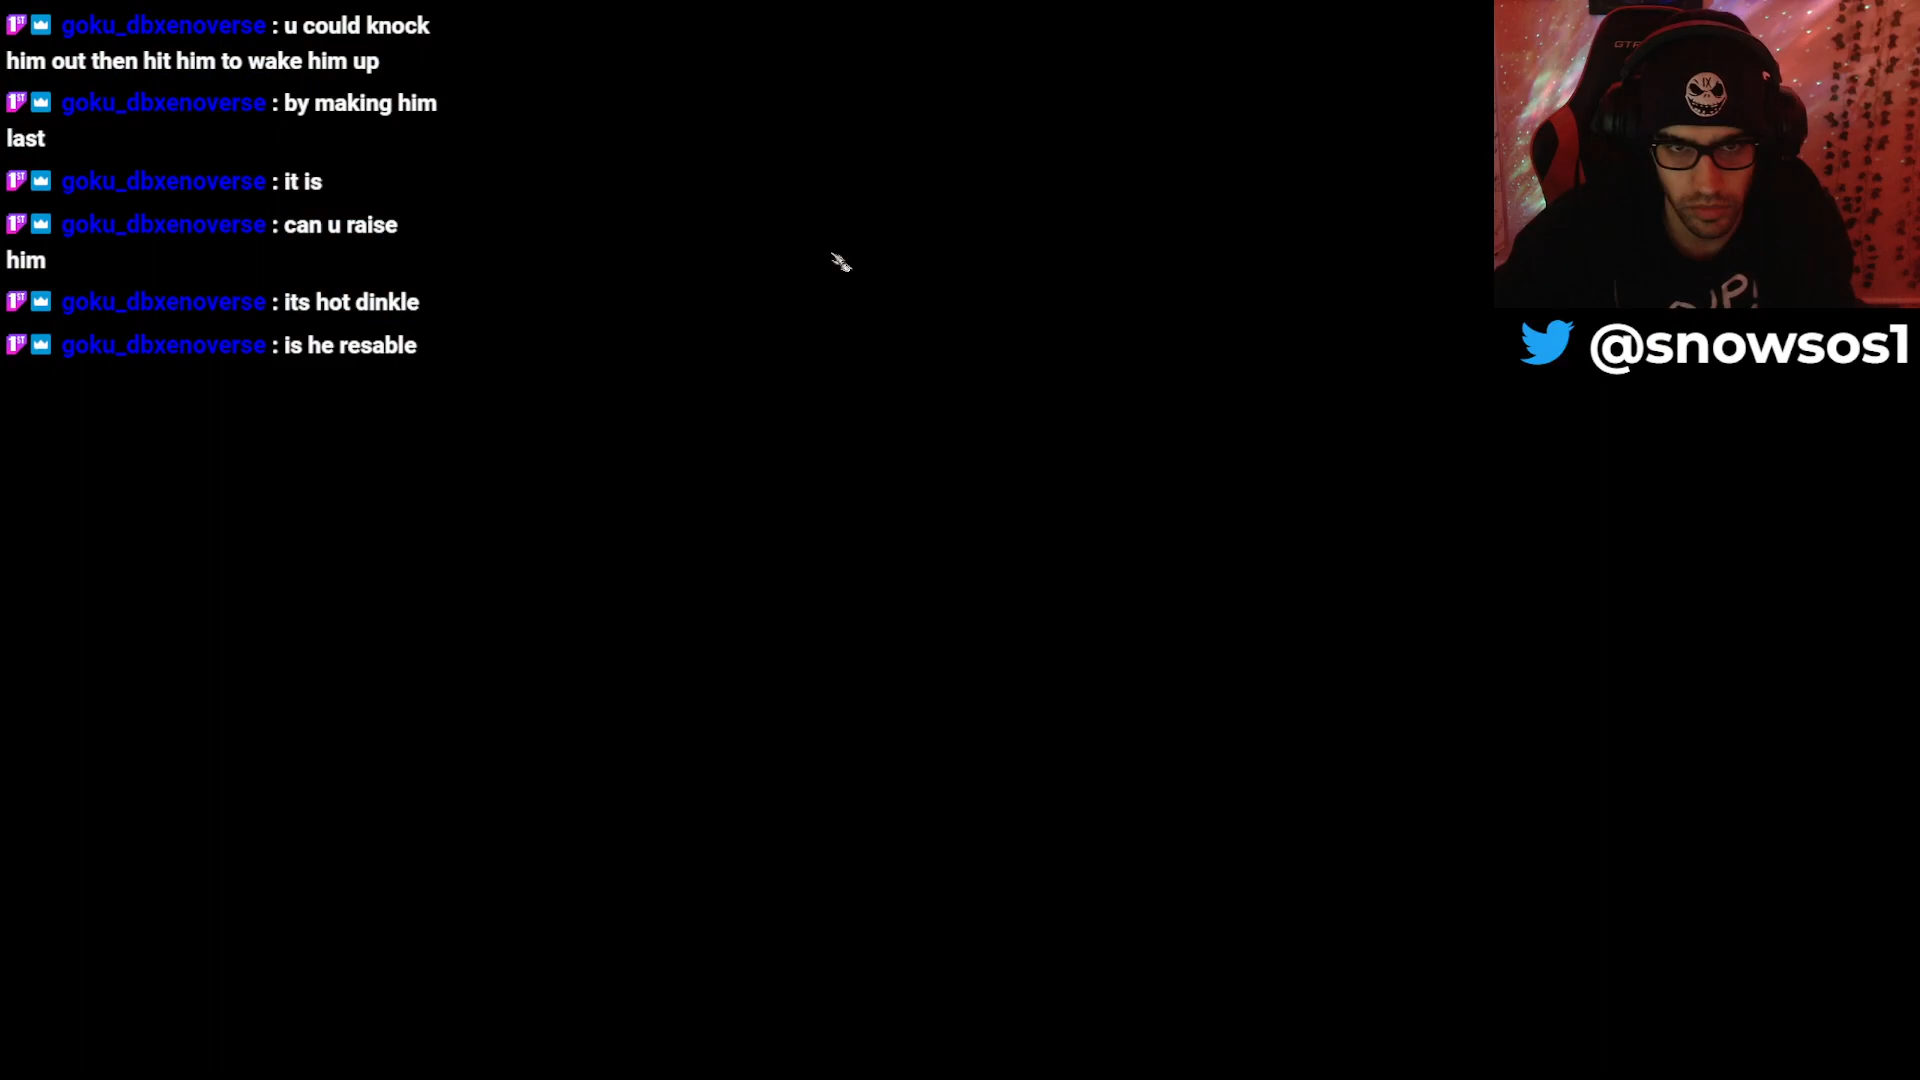 goku_dbxenoverse : u could knock
him out then hit him to wake him up
goku_dbxenoverse : by making him
last
goku_dbxenoverse : it is
goku_dbxenoverse : can u raise
him
goku_dbxenoverse : its hot dinkle
goku_dbxenoverse : is he resable
IX
@snowsos1